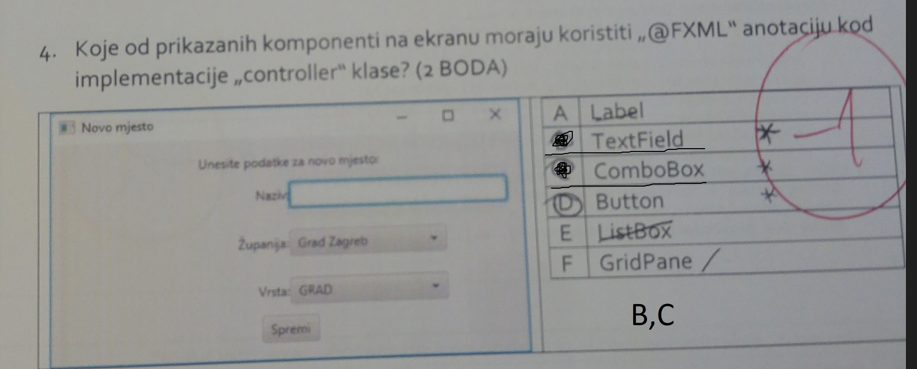 4. Koje od prikazanih komponenti na ekranu moraju koristiti „@FXML“ anotaciju kod
implementacije „controller“ klase? (2 BODA)
Novo mjesto
Unesite podatke za novo mjesto:
Naziv:
Županija: Grad Zagreb
Vrsta: GRAD
Spremi
A Label
TextField *
ComboBox *
D Button *
E ListBox
F GridPane /
-1
B,C